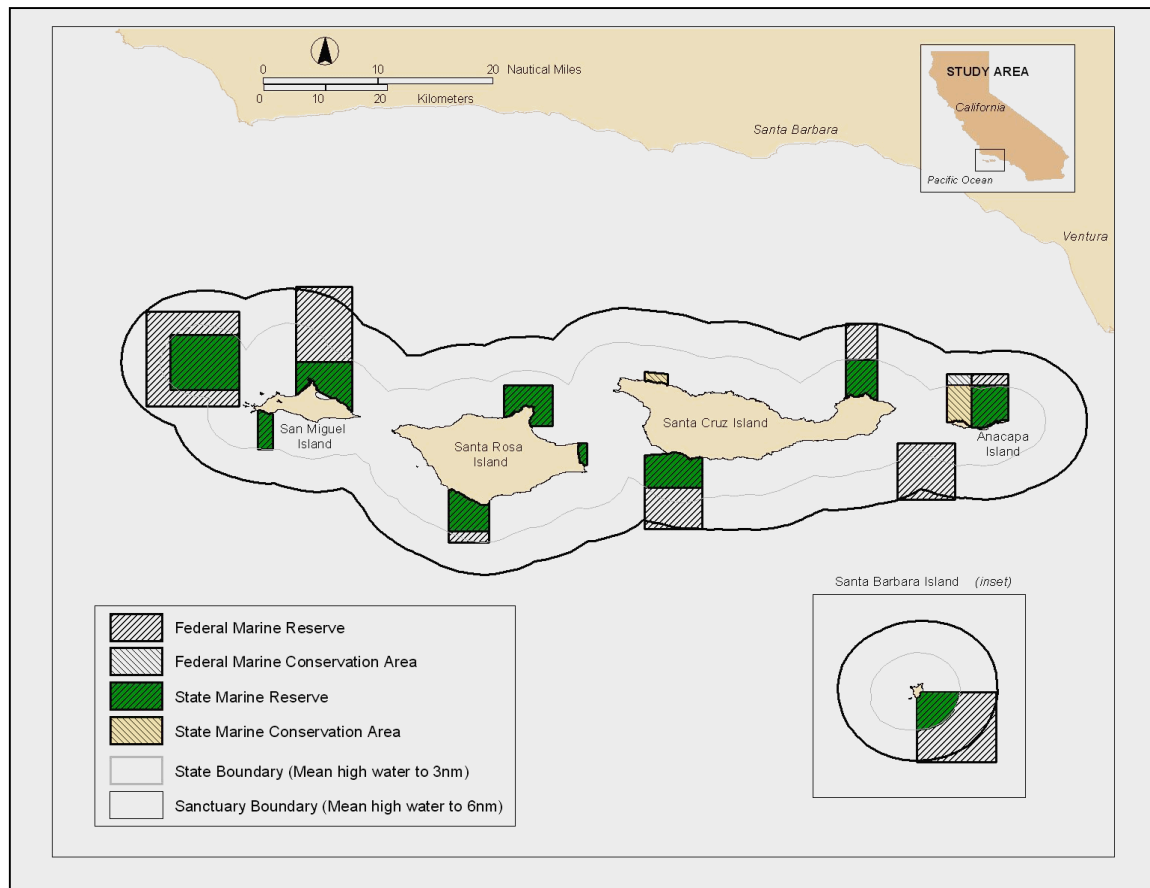 0 10 20 Nautical Miles
0 10 20 Kilometers
STUDY AREA
California
Pacific Ocean
Santa Barbara
Ventura
San Miguel
Island
Santa Rosa
Island
Santa Cruz Island
Anacapa
Island
Santa Barbara Island (inset)
Federal Marine Reserve
Federal Marine Conservation Area
State Marine Reserve
State Marine Conservation Area
State Boundary (Mean high water to 3nm)
Sanctuary Boundary (Mean high water to 6nm)